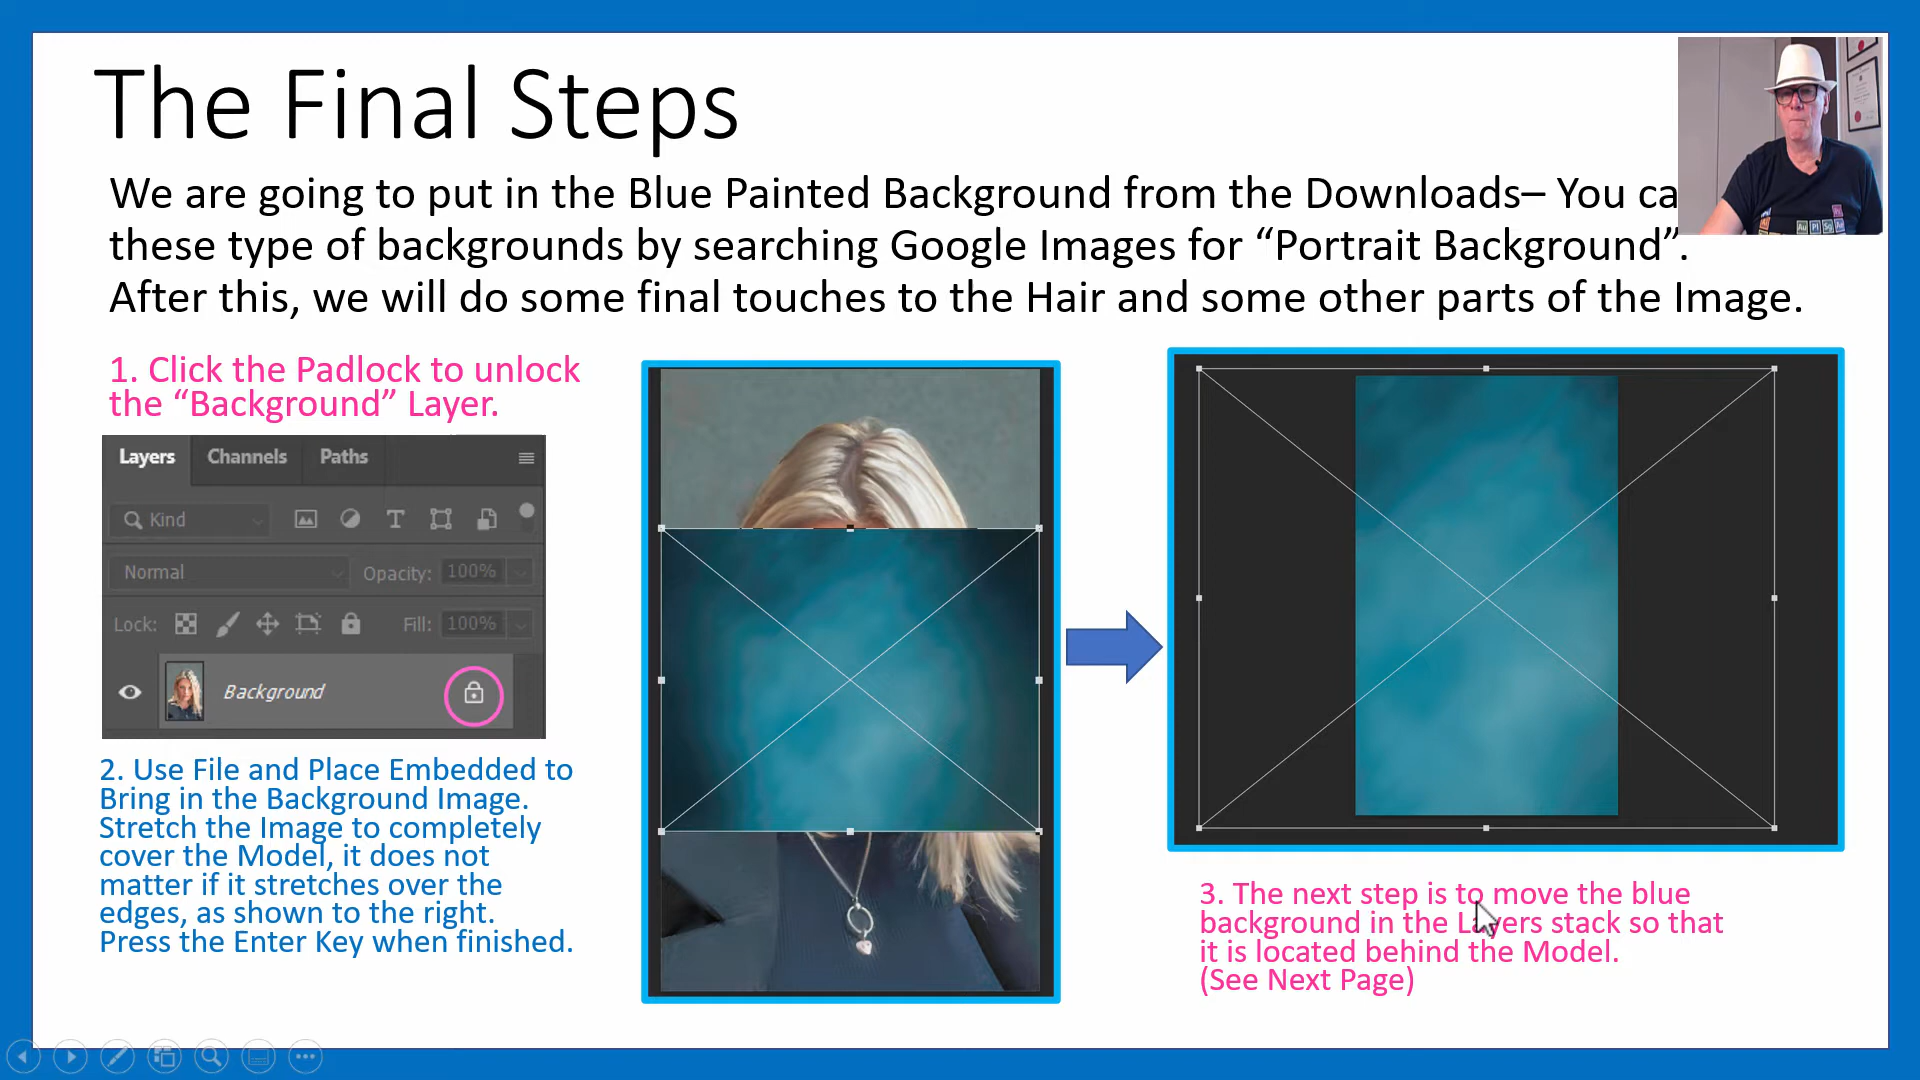 The Final Steps
We are going to put in the Blue Painted Background from the Downloads– You ca
these type of backgrounds by searching Google Images for “Portrait Background”.
After this, we will do some final touches to the Hair and some other parts of the Image.
1. Click the Padlock to unlock
the “Background” Layer.
Layers Channels Paths
Kind
Normal Opacity: 100%
Lock: Fill: 100%
Background
2. Use File and Place Embedded to
Bring in the Background Image.
Stretch the Image to completely
cover the Model, it does not
matter if it stretches over the
edges, as shown to the right.
Press the Enter Key when finished.
3. The next step is to move the blue
background in the Layers stack so that
it is located behind the Model.
(See Next Page)